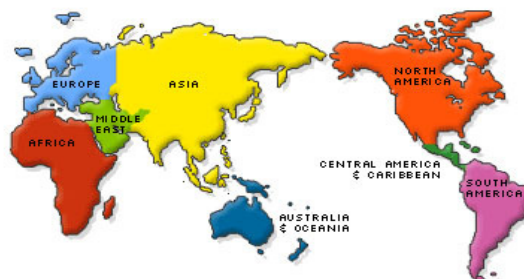 EUROPE
ASIA
NORTH
AMERICA
MIDDLE
EAST
AFRICA
CENTRAL AMERICA
& CARIBBEAN
SOUTH
AMERICA
AUSTRALIA
& OCEANIA